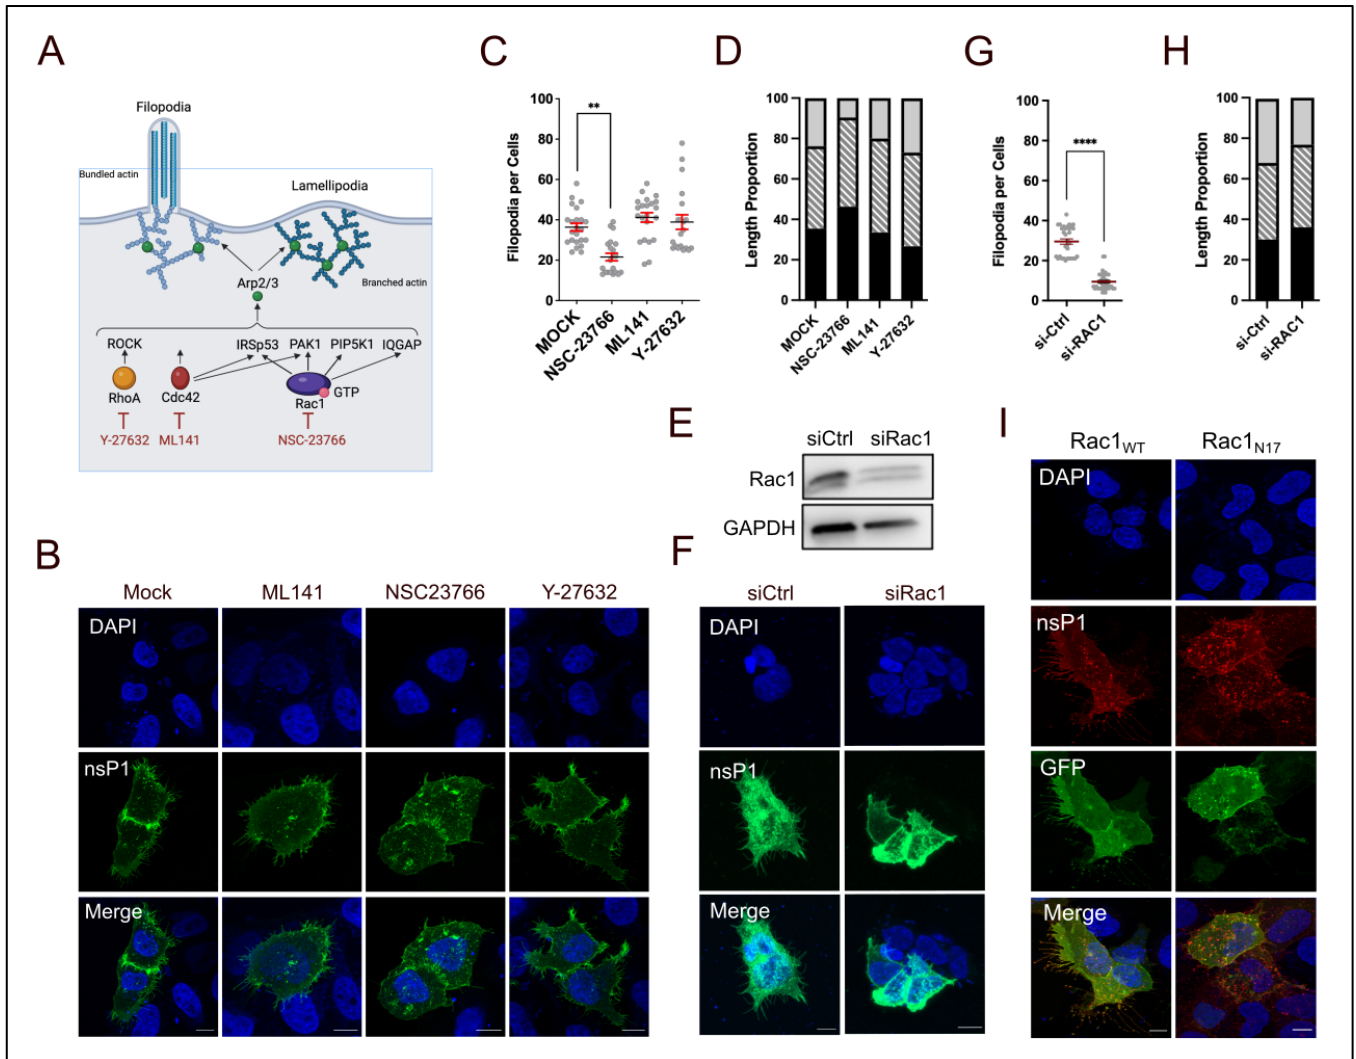 A
Filopodia
Bundled actin
Lamellipodia
Arp2/3
Branched actin
ROCK
IRSp53
PAK1
PIP5K1
IQGAP
RhoA
Cdc42
Rac1
GTP
Y-27632
ML141
NSC-23766
B
Mock
ML141
NSC23766
Y-27632
DAPI
nsP1
Merge
C
Filopodia per Cells
100
80
60
40
20
0
**
MOCK
NSC-23766
ML141
Y-27632
D
Length Proportion
100
80
60
40
20
0
MOCK
NSC-23766
ML141
Y-27632
E
siCtrl
siRac1
Rac1
GAPDH
F
siCtrl
siRac1
DAPI
nsP1
Merge
G
Filopodia per Cells
100
80
60
40
20
0
****
si-Ctrl
si-RAC1
H
Length Proportion
100
80
60
40
20
0
si-Ctrl
si-RAC1
I
Rac1WT
Rac1N17
DAPI
nsP1
GFP
Merge